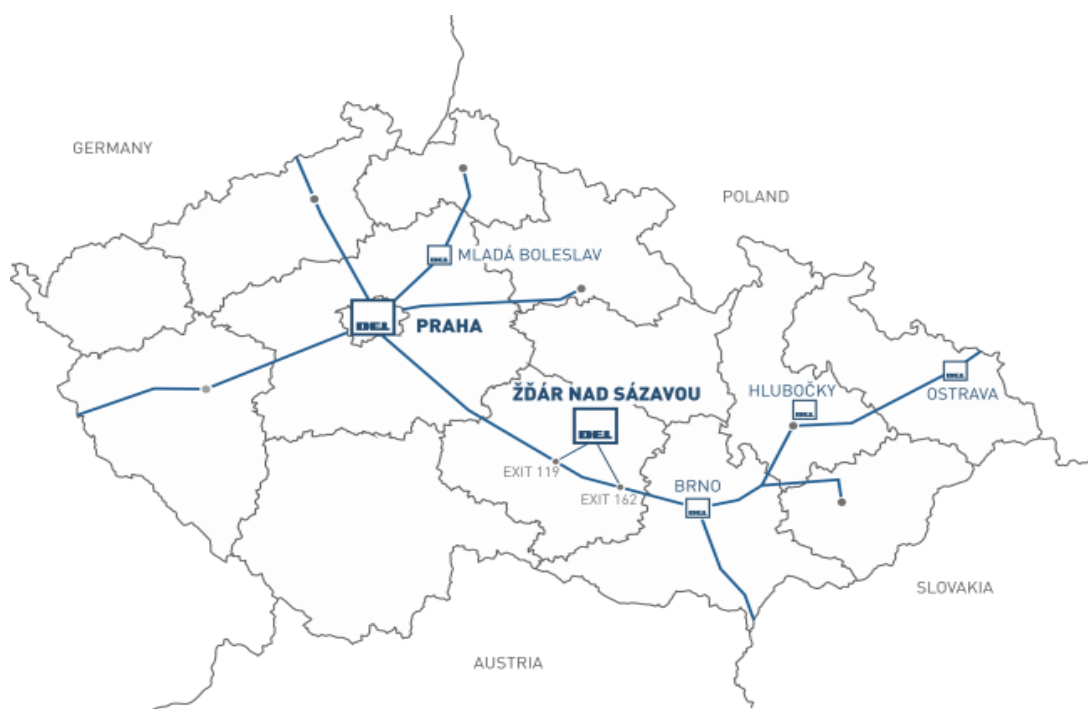 GERMANY
POLAND
MLADÁ BOLESLAV
DEL
DEL
PRAHA
ŽĎÁR NAD SÁZAVOU
DEL
HLUBOČKY
DEL
DEL
OSTRAVA
EXIT 119
EXIT 162
BRNO
DEL
SLOVAKIA
AUSTRIA